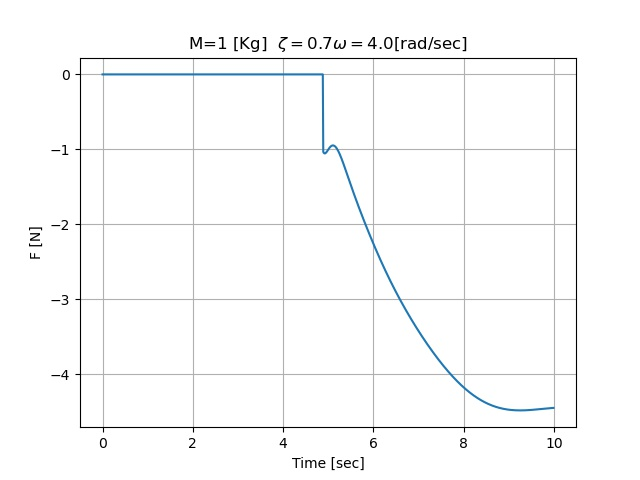 M=1 [Kg] ζ = 0.7ω = 4.0[rad/sec]
0
−1
−2
−3
−4
F [N]
0 2 4 6 8 10
Time [sec]